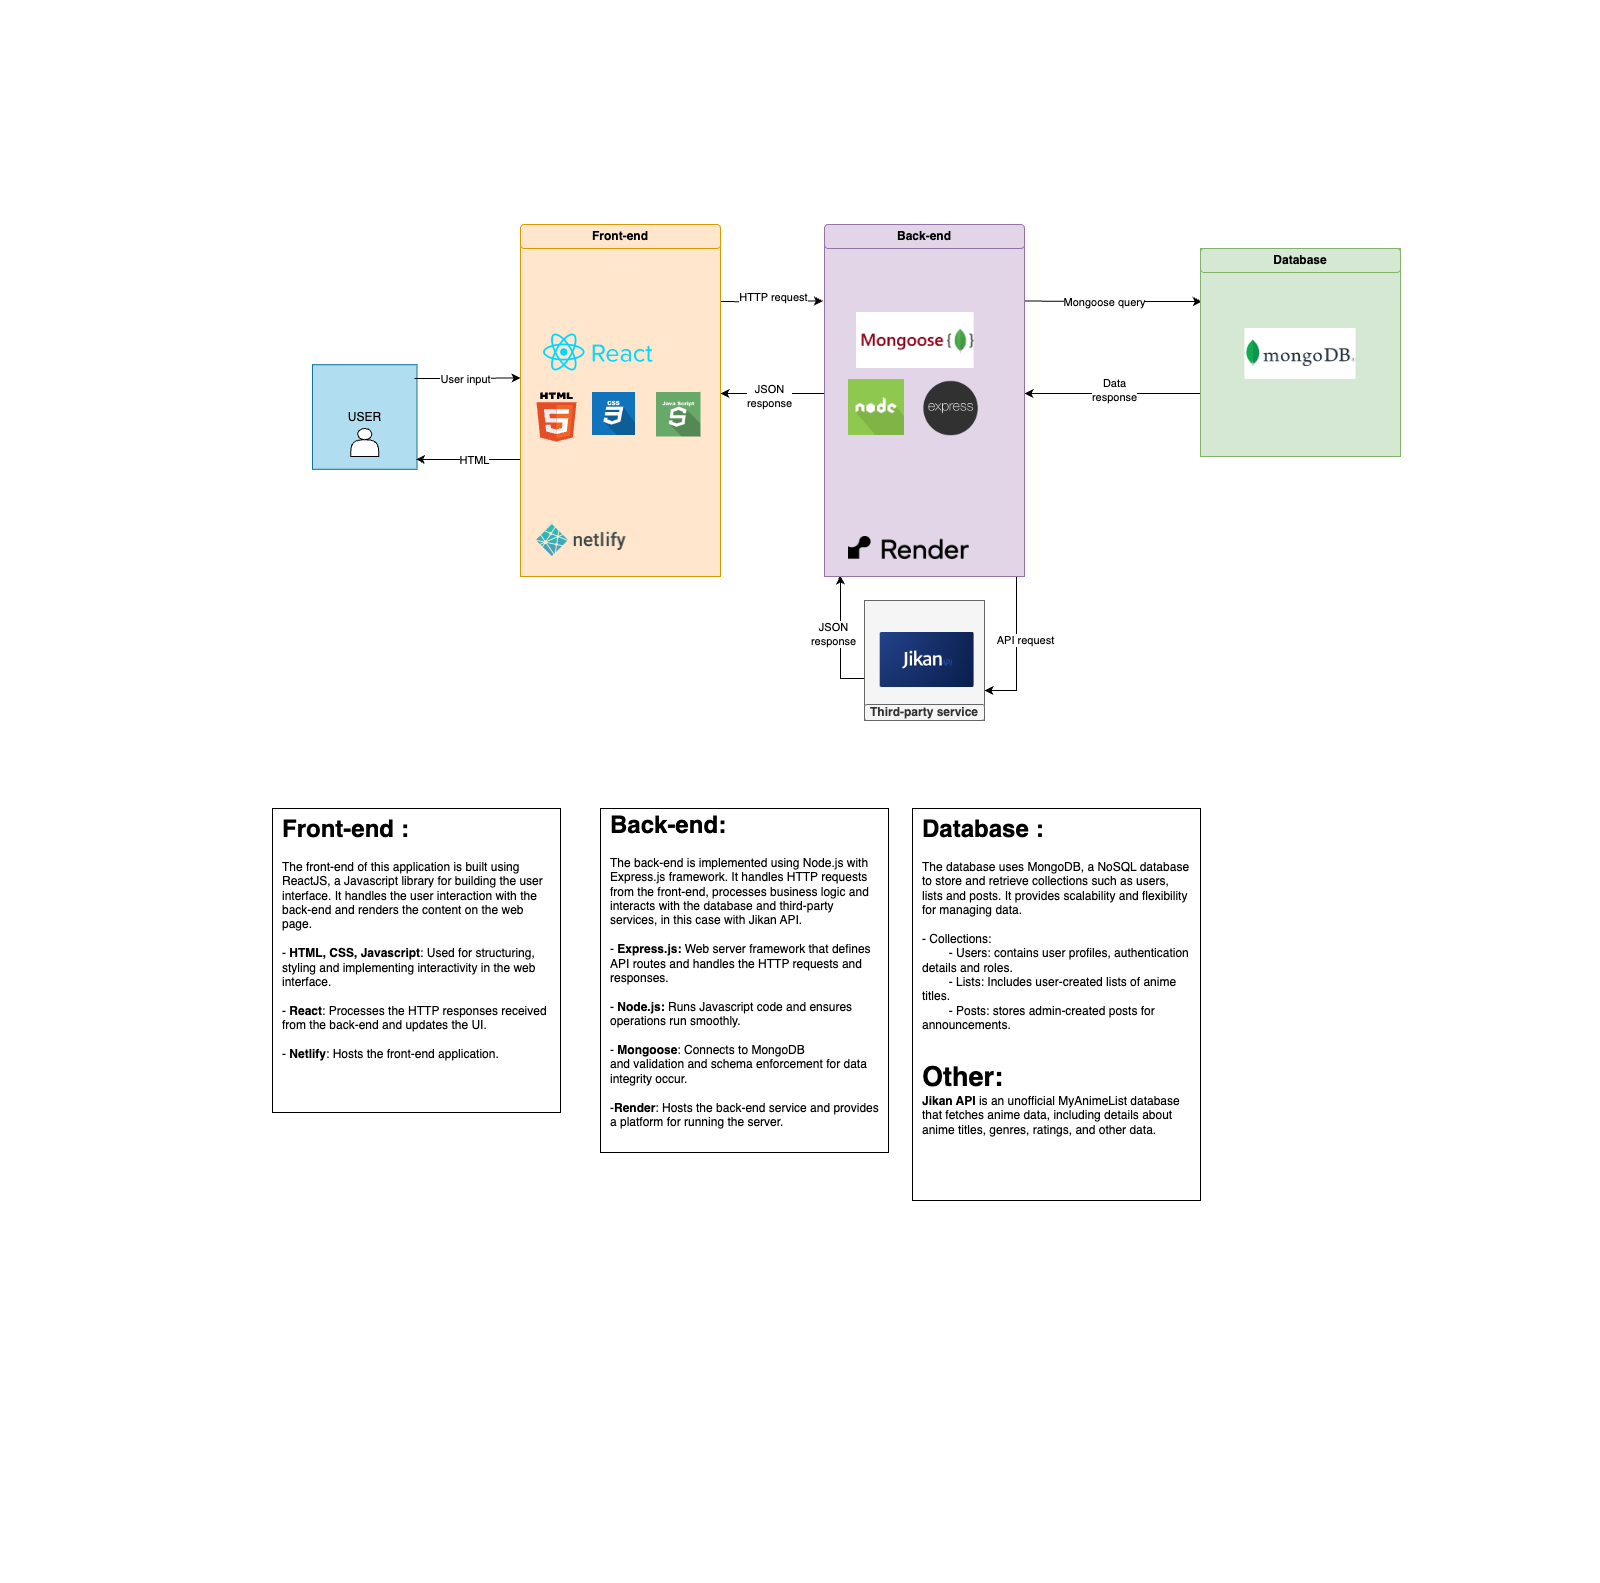 Front-end
Back-end
Database
HTTP request
Mongoose query
Mongoose {}
React
mongoDB.
User input
JSON
response
Data
response
HTML
CSS
Java Script
node
express
USER
HTML
netlify
Render
JSON
response
API request
Jikan
Third-party service
Front-end :
The front-end of this application is built using
ReactJS, a Javascript library for building the user
interface. It handles the user interaction with the
back-end and renders the content on the web
page.
- HTML, CSS, Javascript: Used for structuring,
styling and implementing interactivity in the web
interface.
- React: Processes the HTTP responses received
from the back-end and updates the UI.
- Netlify: Hosts the front-end application.
Back-end:
The back-end is implemented using Node.js with
Express.js framework. It handles HTTP requests
from the front-end, processes business logic and
interacts with the database and third-party
services, in this case with Jikan API.
- Express.js: Web server framework that defines
API routes and handles the HTTP requests and
responses.
- Node.js: Runs Javascript code and ensures
operations run smoothly.
- Mongoose: Connects to MongoDB
and validation and schema enforcement for data
integrity occur.
-Render: Hosts the back-end service and provides
a platform for running the server.
Database :
The database uses MongoDB, a NoSQL database
to store and retrieve collections such as users,
lists and posts. It provides scalability and flexibility
for managing data.
- Collections:
- Users: contains user profiles, authentication
details and roles.
- Lists: Includes user-created lists of anime
titles.
- Posts: stores admin-created posts for
announcements.
Other:
Jikan API is an unofficial MyAnimeList database
that fetches anime data, including details about
anime titles, genres, ratings, and other data.